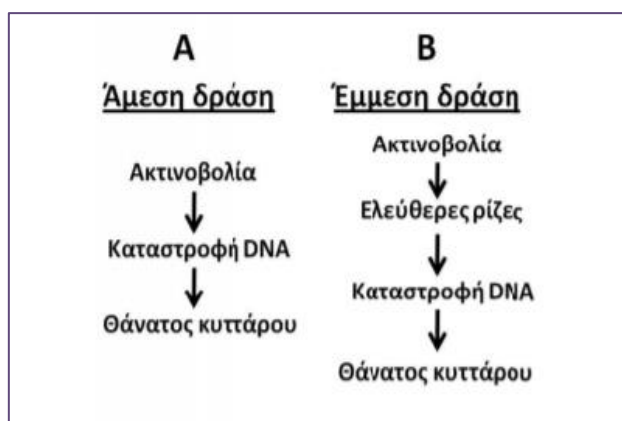 Α
Άμεση δράση
Ακτινοβολία
Καταστροφή DNA
Θάνατος κυττάρου
Β
Έμμεση δράση
Ακτινοβολία
Ελεύθερες ρίζες
Καταστροφή DNA
Θάνατος κυττάρου